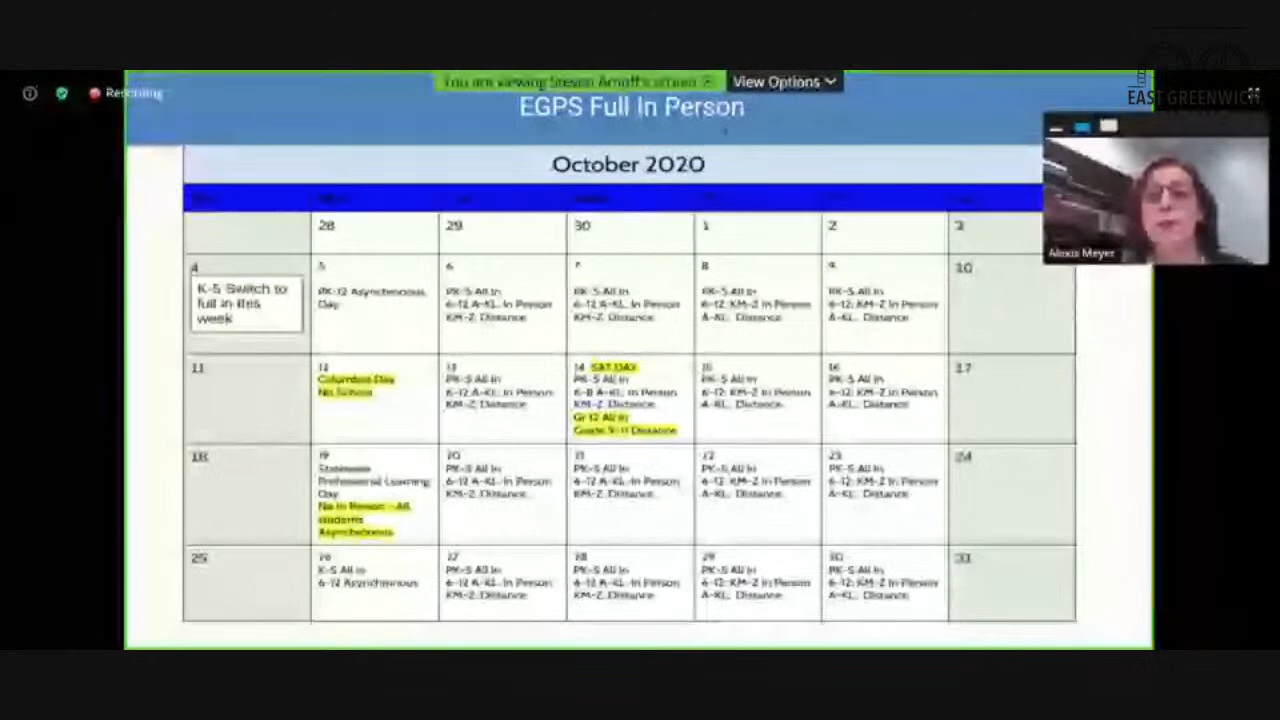 You are viewing Steven Arnoff's screen
View Options
Recording
EAST GREENWICH
EGPS Full In Person
October 2020
Alexis Meyer
28
29
30
1
2
3
4
K-5 Switch to
full in this
week
5
PK-12 Asynchronous
Day
6
PK-5 All In
6-12 A-KL. In Person
KM-Z. Distance
7
PK-5 All In
6-12 A-KL. In Person
KM-Z. Distance
8
PK-5 All In
6-12: KM-Z In Person
A-KL. Distance
9
PK-5 All In
6-12: KM-Z In Person
A-KL. Distance
10
11
12
Columbus Day
No School
13
PK-5 All In
6-12 A-KL. In Person
KM-Z. Distance
14 SAT DAY
PK-5 All In
6-8 A-KL. In Person
KM-Z. Distance
Gr 12 All In
Grade 9-11 Distance
15
PK-5 All In
6-12: KM-Z In Person
A-KL. Distance
16
PK-5 All In
6-12: KM-Z In Person
A-KL. Distance
17
18
19
Statewide
Professional Learning
Day
No In Person - All
students
Asynchronous
20
PK-5 All In
6-12 A-KL. In Person
KM-Z. Distance
21
PK-5 All In
6-12 A-KL. In Person
KM-Z. Distance
22
PK-5 All In
6-12: KM-Z In Person
A-KL. Distance
23
PK-5 All In
6-12: KM-Z In Person
A-KL. Distance
24
25
26
K-5 All In
6-12 Asynchronous
27
PK-5 All In
6-12 A-KL. In Person
KM-Z. Distance
28
PK-5 All In
6-12 A-KL. In Person
KM-Z. Distance
29
PK-5 All In
6-12: KM-Z In Person
A-KL. Distance
30
PK-5 All In
6-12: KM-Z In Person
A-KL. Distance
31